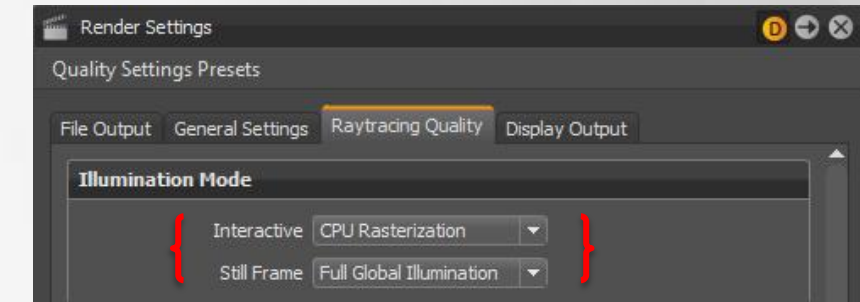 Render Settings
D
Quality Settings Presets
File Output General Settings Raytracing Quality Display Output
Illumination Mode
Interactive CPU Rasterization
Still Frame Full Global Illumination